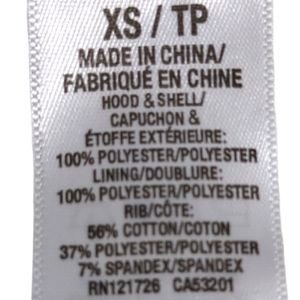 XS / TP
MADE IN CHINA/
FABRIQUÉ EN CHINE
HOOD & SHELL/
CAPUCHON &
ÉTOFFE EXTÉRIEURE:
100% POLYESTER/POLYESTER
LINING/DOUBLURE:
100% POLYESTER/POLYESTER
RIB/CÔTE:
56% COTTON/COTON
37% POLYESTER/POLYESTER
7% SPANDEX/SPANDEX
RN121726 CA53201